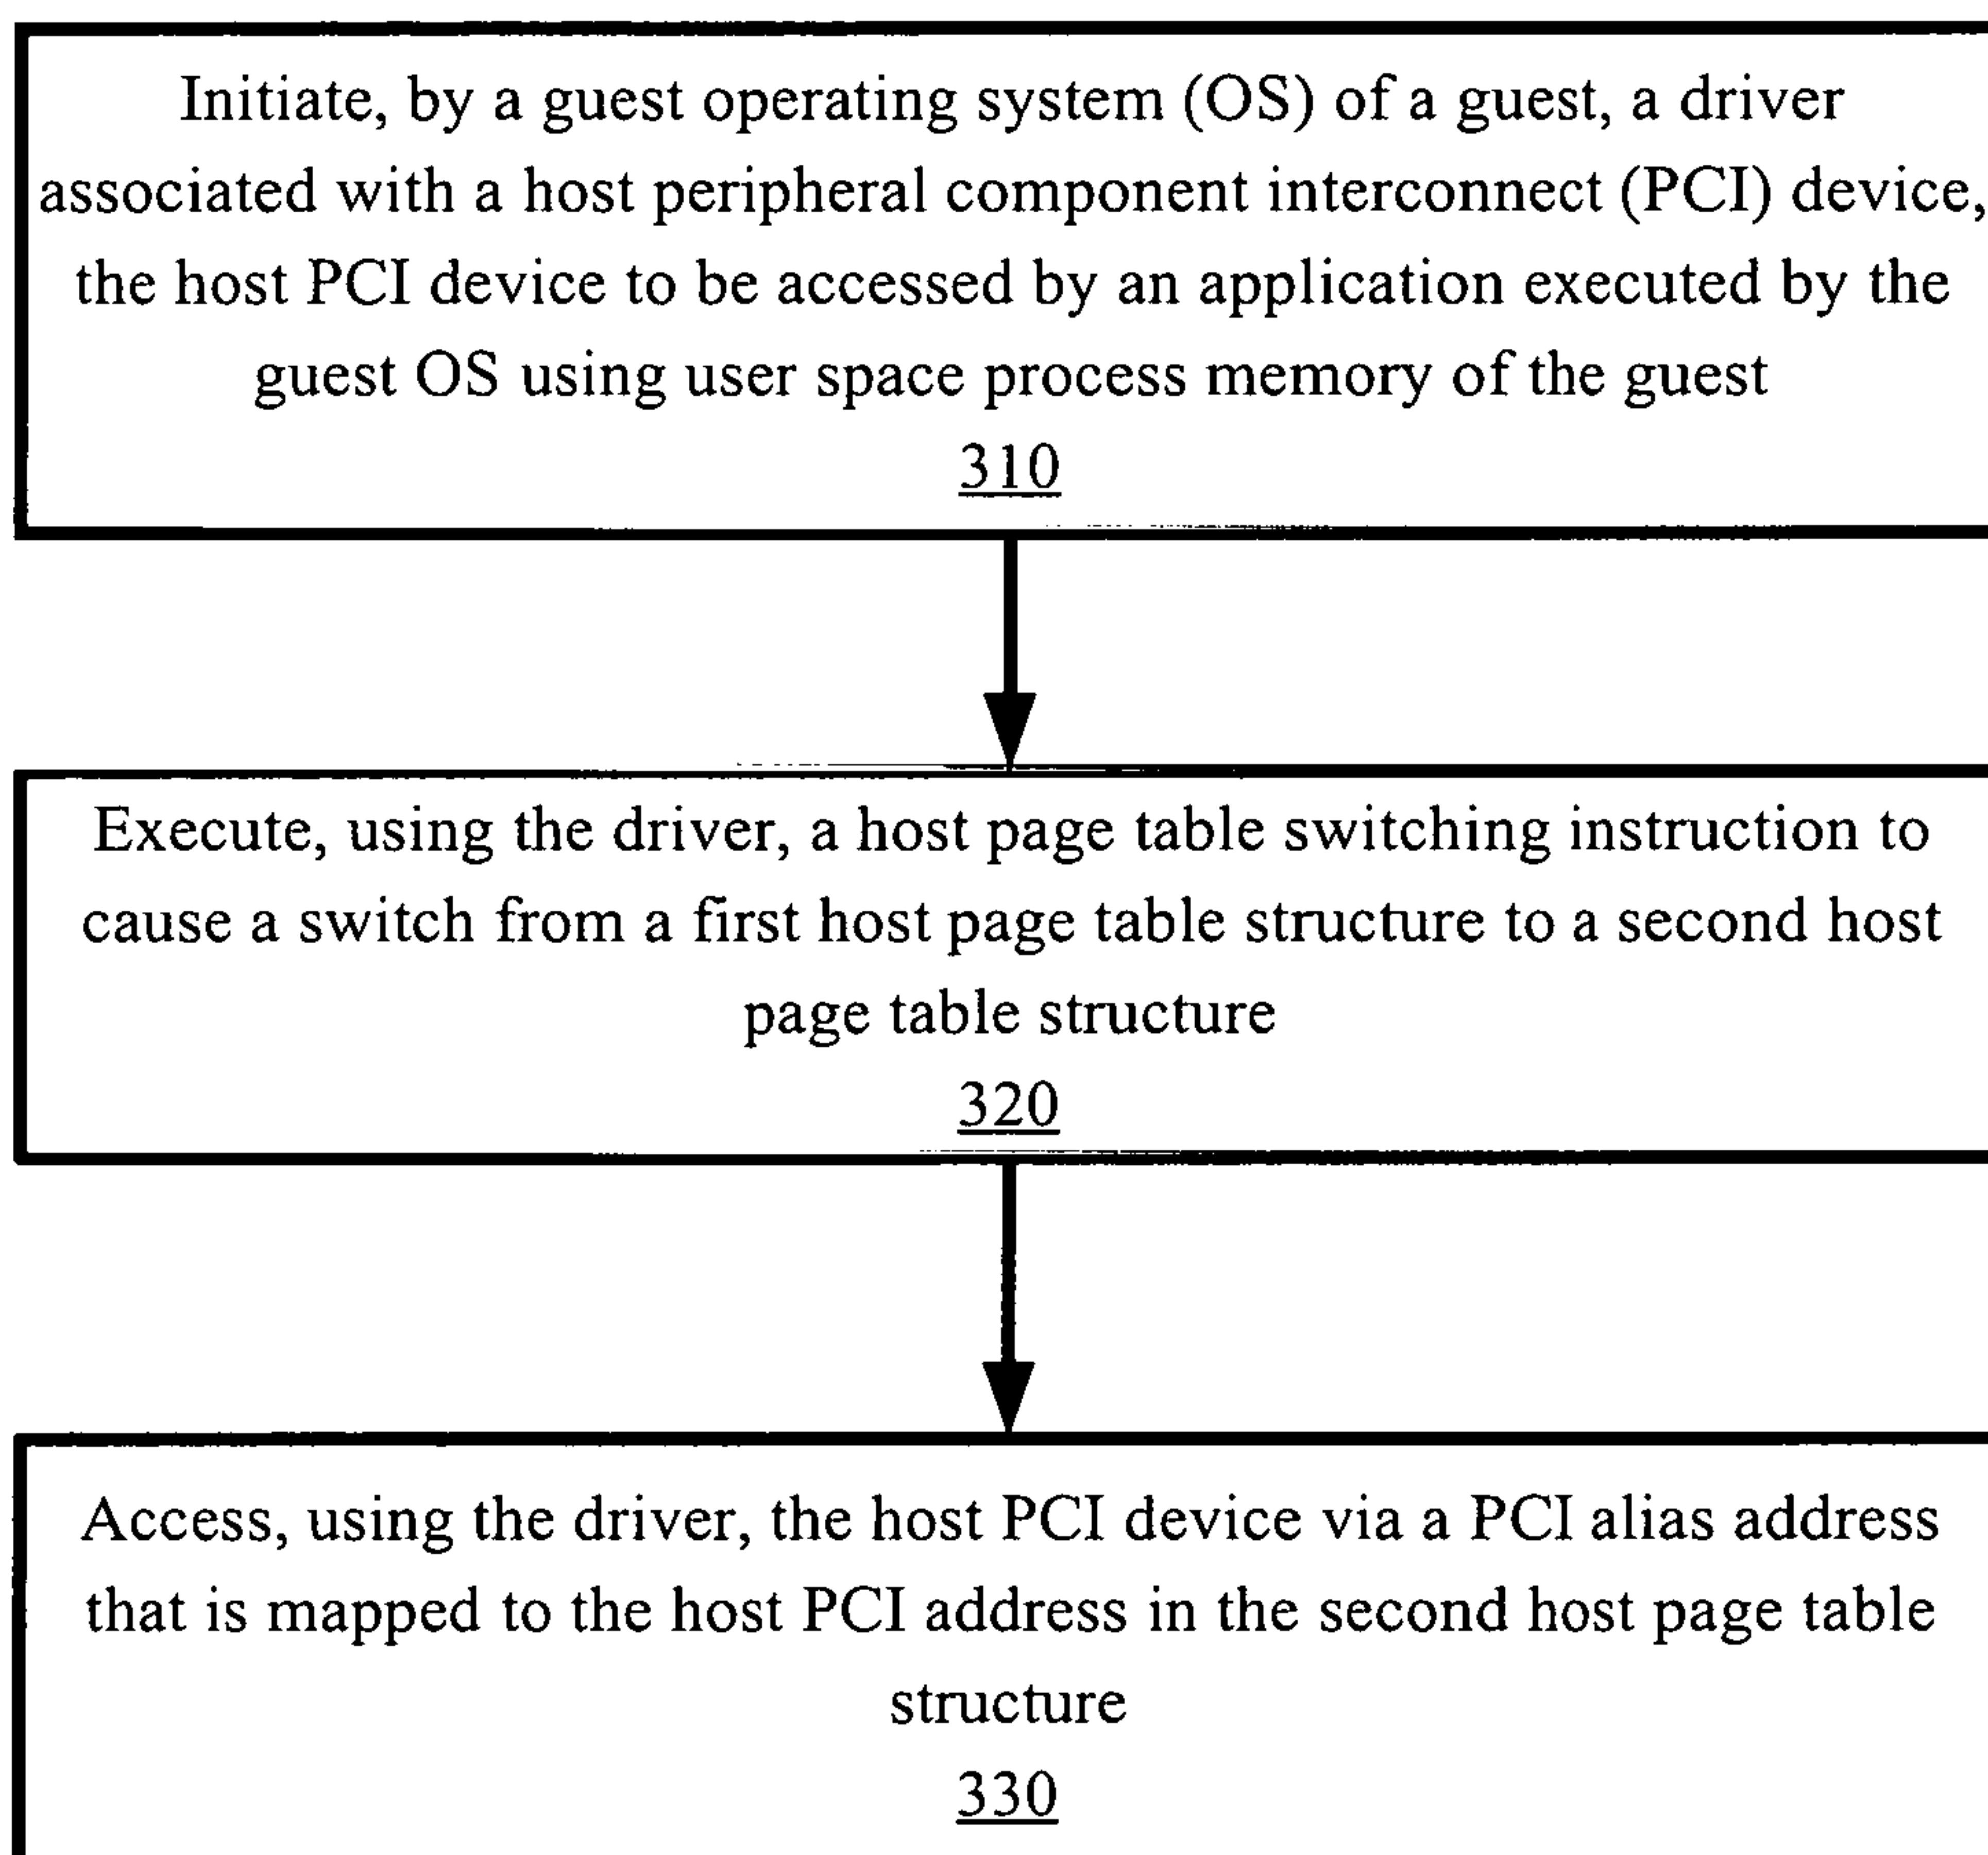 Initiate, by a guest operating system (OS) of a guest, a driver
associated with a host peripheral component interconnect (PCI) device,
the host PCI device to be accessed by an application executed by the
guest OS using user space process memory of the guest
310
Execute, using the driver, a host page table switching instruction to
cause a switch from a first host page table structure to a second host
page table structure
320
Access, using the driver, the host PCI device via a PCI alias address
that is mapped to the host PCI address in the second host page table
structure
330